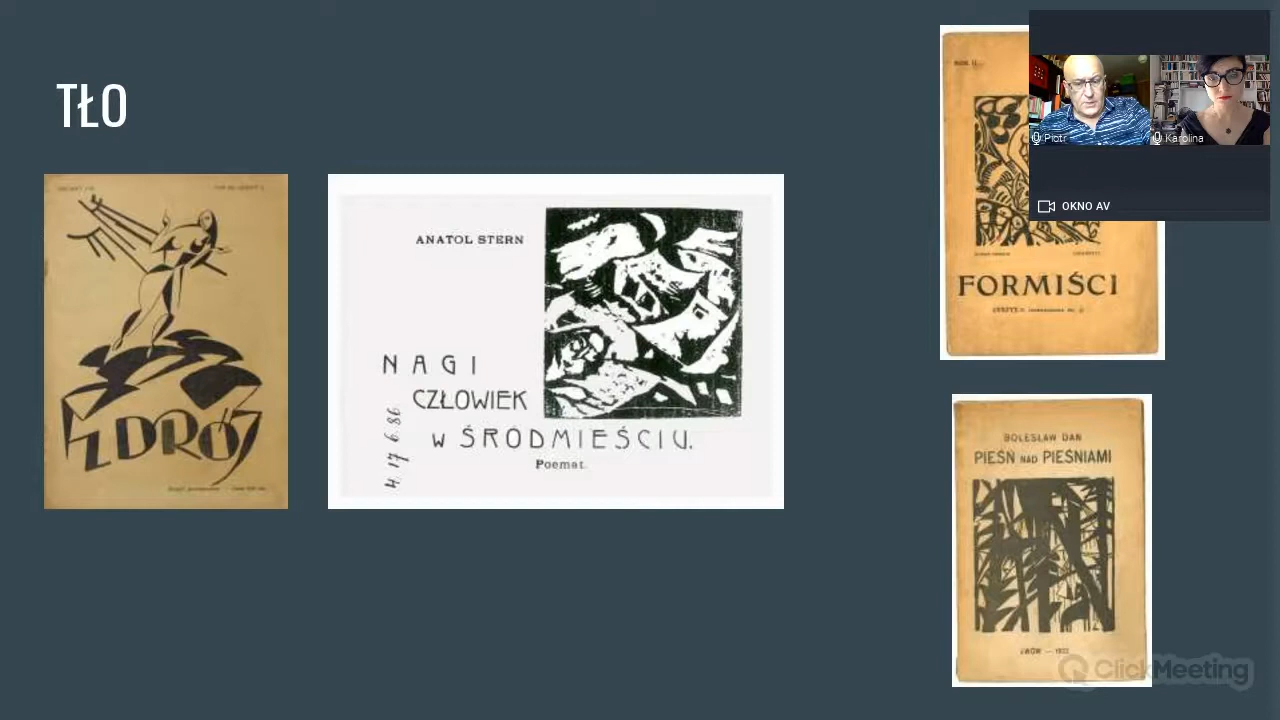 TŁO
ZDRÓJ
ANATOL STERN
NAGI
CZŁOWIEK
W ŚRÓDMIEŚCIU.
Poemat.
FORMIŚCI
BOLESŁAW DAN
PIEŚŃ NAD PIEŚNIAMI
LWÓW
Piotr
Karolina
OKNO AV
ClickMeeting